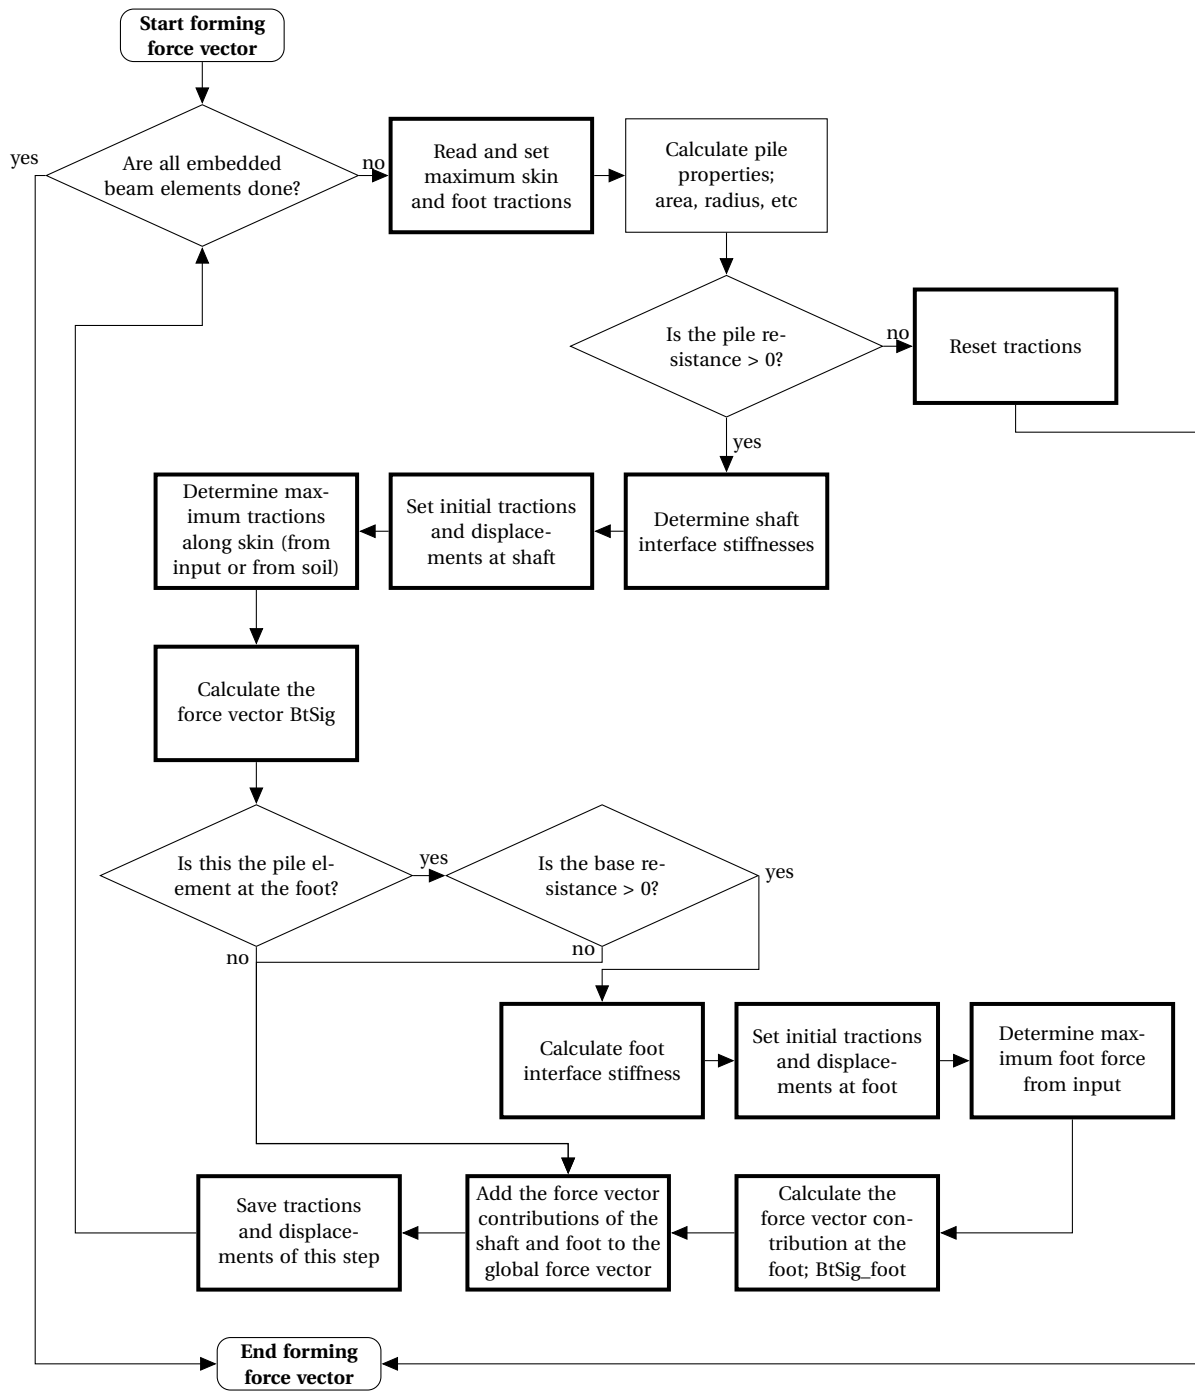 Start forming
force vector
yes
Are all embedded
beam elements done?
no
Read and set
maximum skin
and foot tractions
Calculate pile
properties;
area, radius, etc
Is the pile re-
sistance > 0?
no
Reset tractions
yes
Determine max-
imum tractions
along skin (from
input or from soil)
Set initial tractions
and displace-
ments at shaft
Determine shaft
interface stiffnesses
Calculate the
force vector BtSig
Is this the pile el-
ement at the foot?
yes
Is the base re-
sistance > 0?
yes
no
no
Calculate foot
interface stiffness
Set initial tractions
and displace-
ments at foot
Determine max-
imum foot force
from input
Save tractions
and displace-
ments of this step
Add the force vector
contributions of the
shaft and foot to the
global force vector
Calculate the
force vector con-
tribution at the
foot; BtSig_foot
End forming
force vector